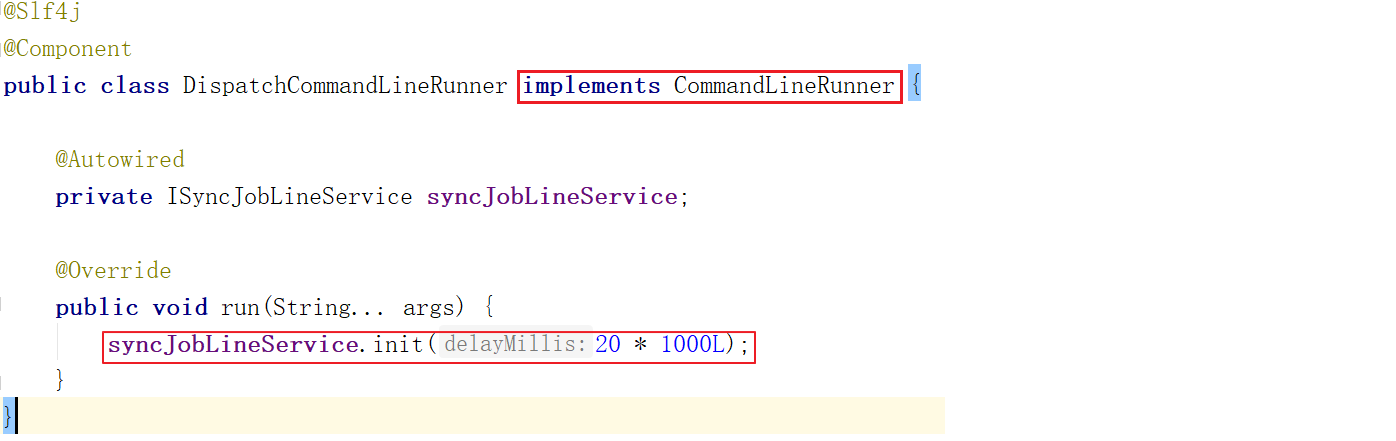 @Slf4j
@Component
public class DispatchCommandLineRunner implements CommandLineRunner {
@Autowired
private ISyncJobLineService syncJobLineService;
@Override
public void run(String... args) {
syncJobLineService.init( delayMillis: 20 * 1000L);
}
}